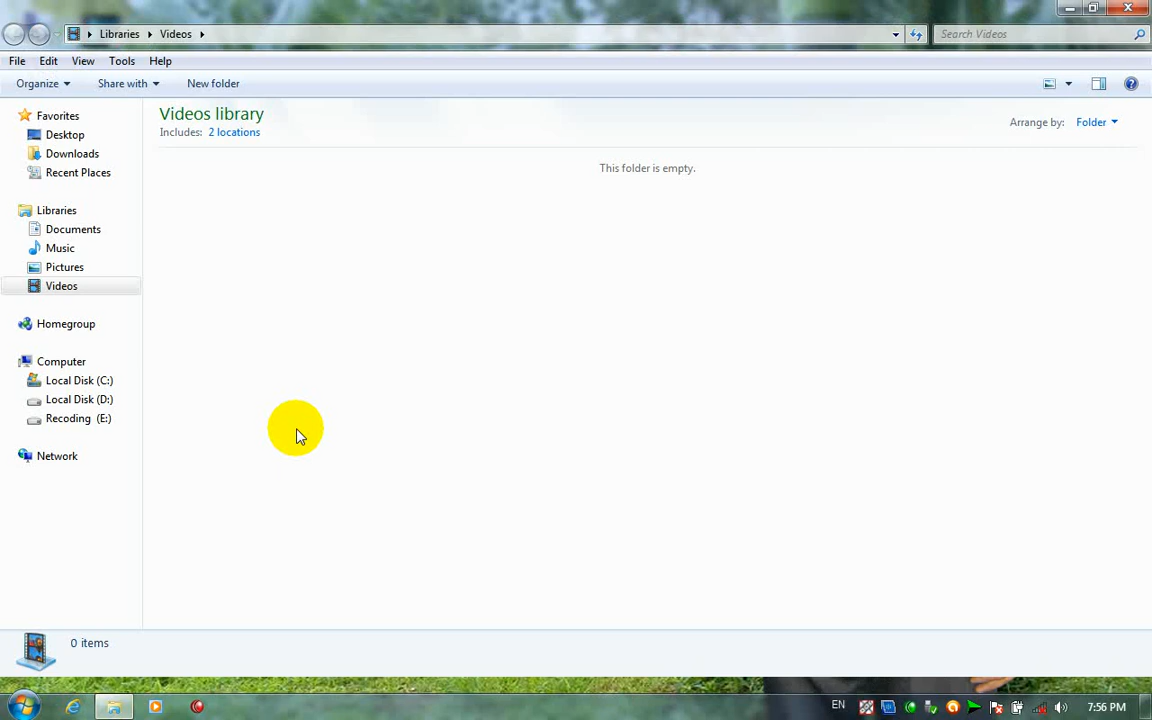 Libraries Videos
Search Videos
File Edit View Tools Help
Organize Share with New folder
Favorites
Desktop
Downloads
Recent Places
Libraries
Documents
Music
Pictures
Videos
Homegroup
Computer
Local Disk (C:)
Local Disk (D:)
Recoding (E:)
Network
Videos library
Includes: 2 locations
Arrange by: Folder
This folder is empty.
0 items
EN
7:56 PM